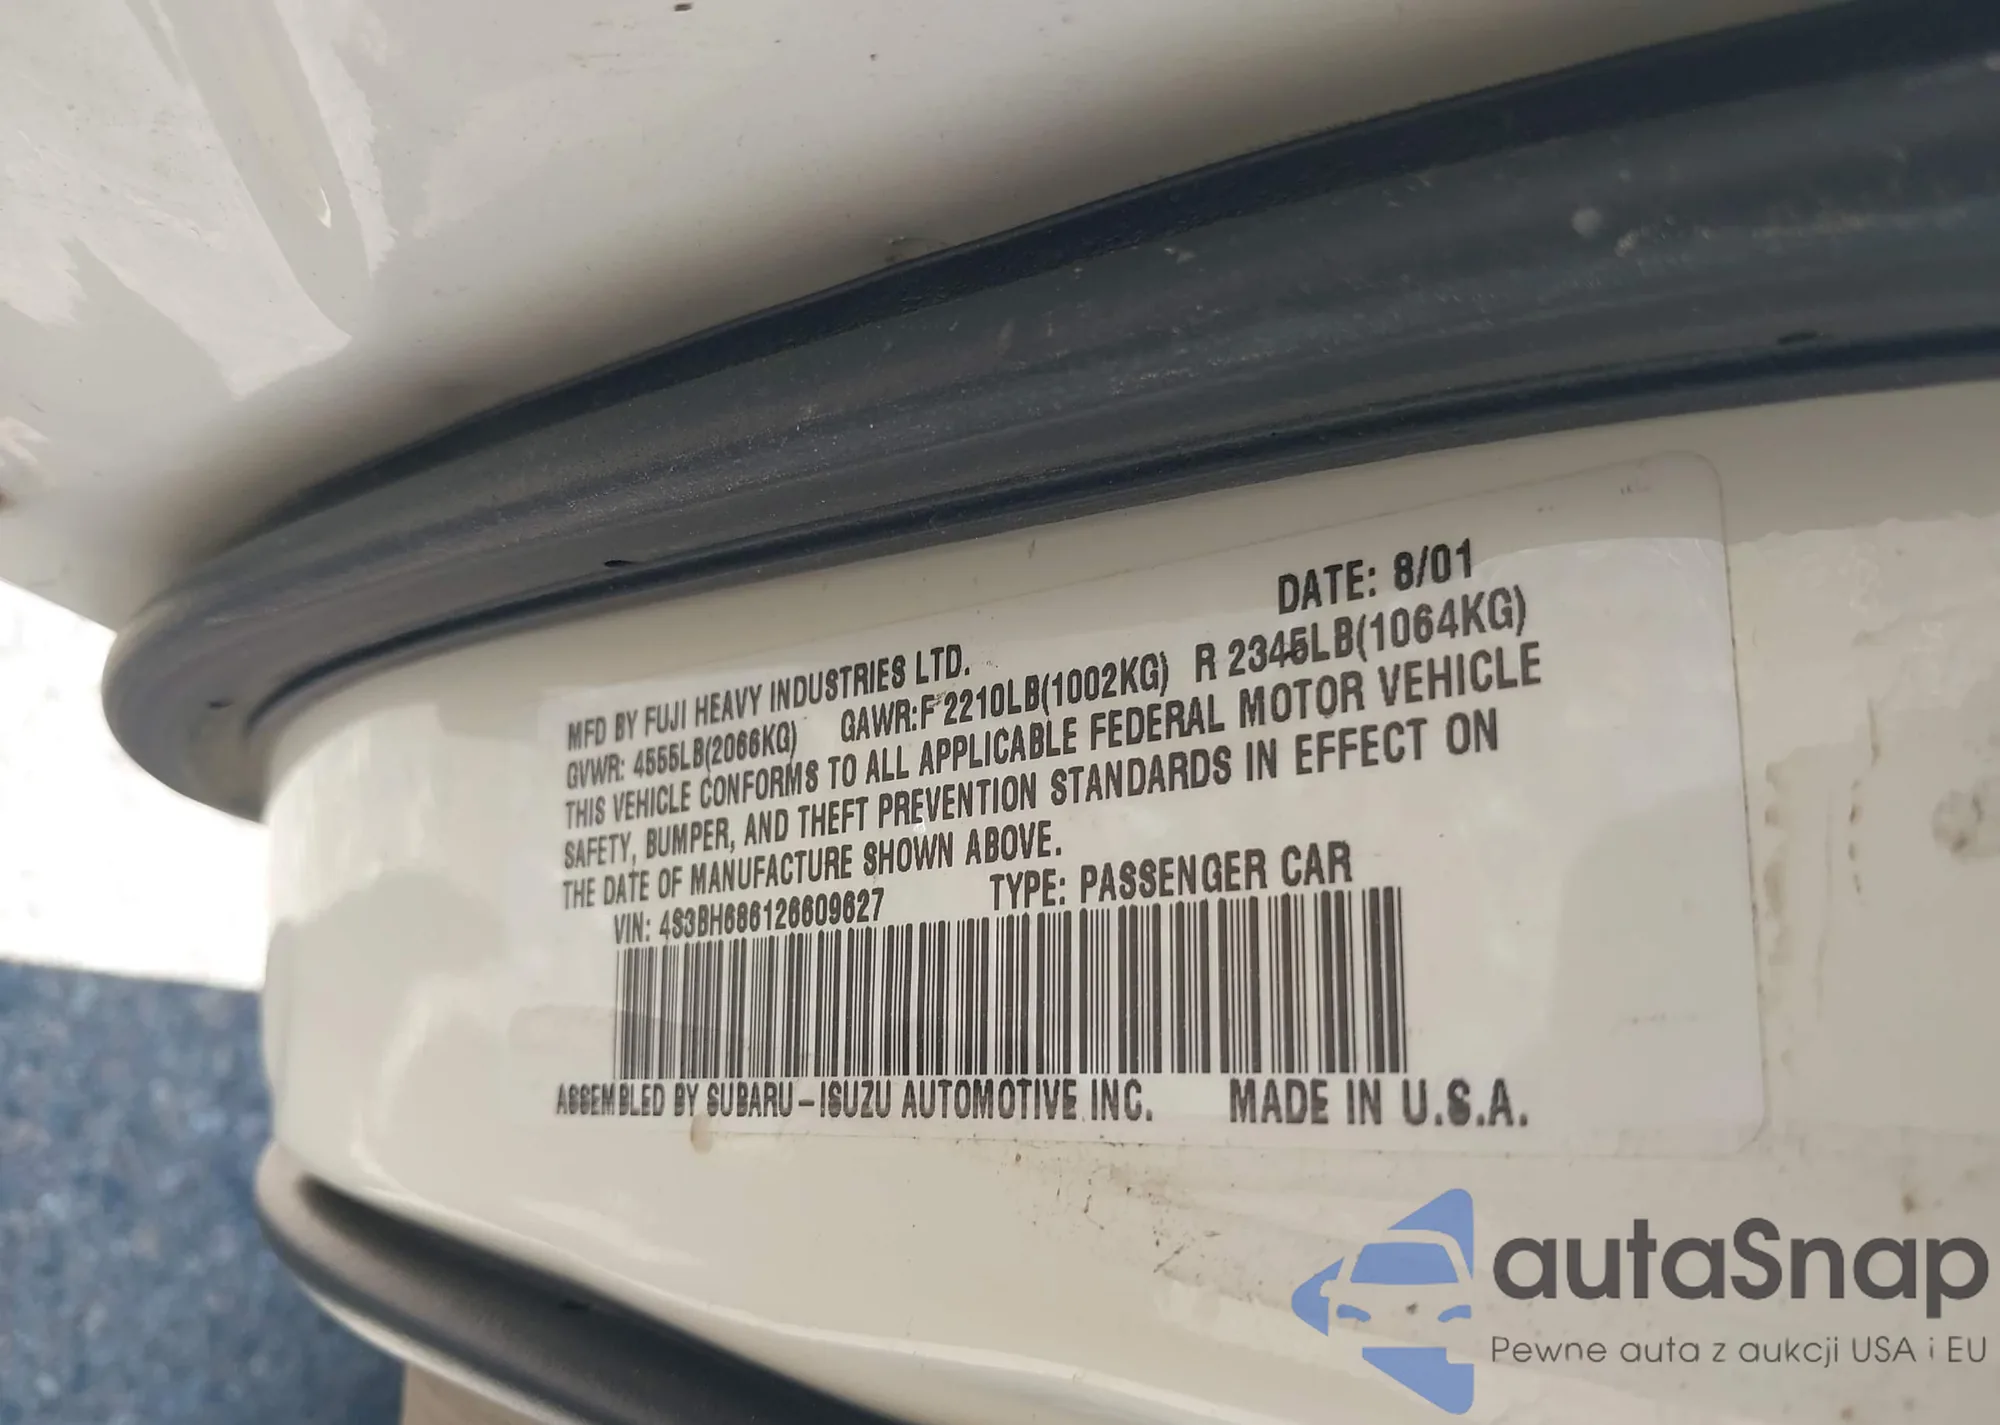 DATE: 8/01
MFD BY FUJI HEAVY INDUSTRIES LTD.
GVWR: 4555LB(2066KG) GAWR:F 2210LB(1002KG) R 2345LB(1064KG)
THIS VEHICLE CONFORMS TO ALL APPLICABLE FEDERAL MOTOR VEHICLE
SAFETY, BUMPER, AND THEFT PREVENTION STANDARDS IN EFFECT ON
THE DATE OF MANUFACTURE SHOWN ABOVE.
VIN: 4S3BH686126609627 TYPE: PASSENGER CAR
ASSEMBLED BY SUBARU-ISUZU AUTOMOTIVE INC. MADE IN U.S.A.
autaSnap
Pewne auta z aukcji USA i EU